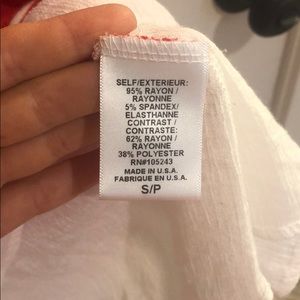 SELF/EXTERIEUR:
95% RAYON /
RAYONNE
5% SPANDEX/
ELASTHANNE
CONTRAST /
CONTRASTE:
62% RAYON /
RAYONNE
38% POLYESTER
RN#105243
MADE IN U.S.A.
FABRIQUE EN U.S.A.
S/P